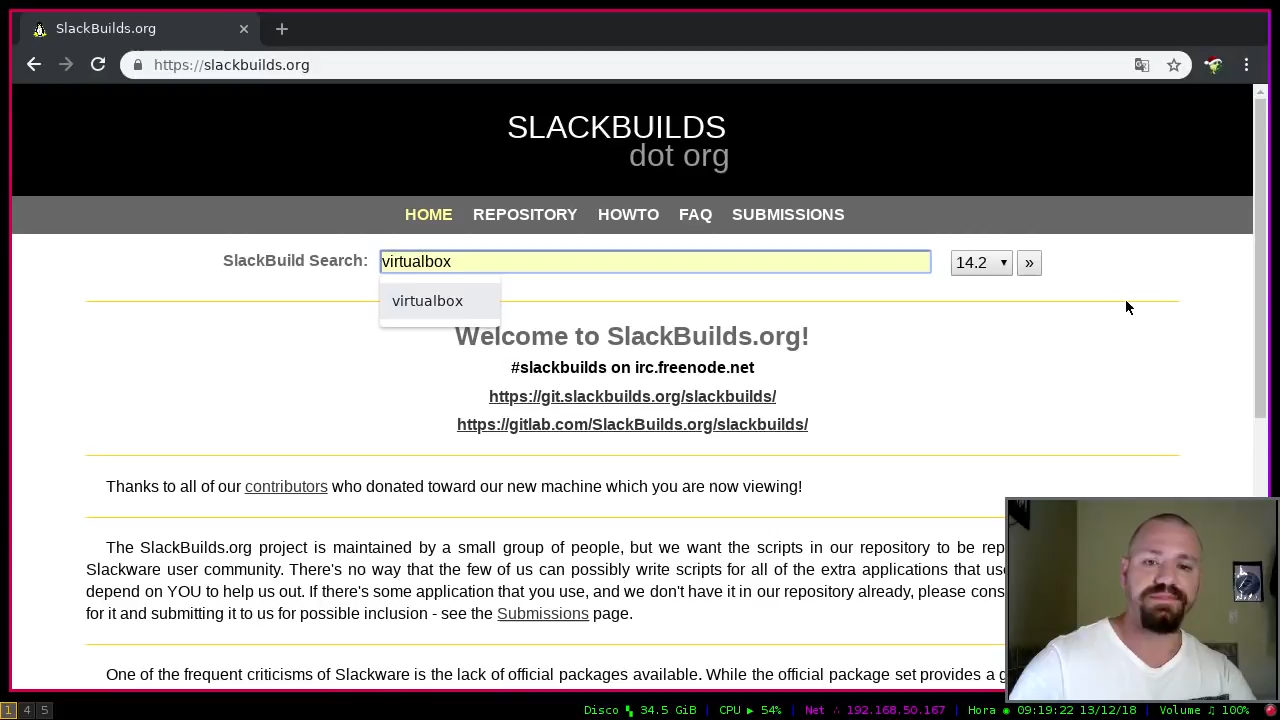 SlackBuilds.org
https://slackbuilds.org
SLACKBUILDS
dot org
HOME REPOSITORY HOWTO FAQ SUBMISSIONS
SlackBuild Search: virtualbox 14.2 »
virtualbox
Welcome to SlackBuilds.org!
#slackbuilds on irc.freenode.net
https://git.slackbuilds.org/slackbuilds/
https://gitlab.com/SlackBuilds.org/slackbuilds/
Thanks to all of our contributors who donated toward our new machine which you are now viewing!
The SlackBuilds.org project is maintained by a small group of people, but we want the scripts in our repository to be rep
Slackware user community. There's no way that the few of us can possibly write scripts for all of the extra applications that use
depend on YOU to help us out. If there's some application that you use, and we don't have it in our repository already, please cons
for it and submitting it to us for possible inclusion - see the Submissions page.
One of the frequent criticisms of Slackware is the lack of official packages available. While the official package set provides a g
1 4 5 Disco 34.5 GiB | CPU ▶ 54% | Net 192.168.50.167 | Hora ◉ 09:19:22 13/12/18 | Volume ♫ 100%